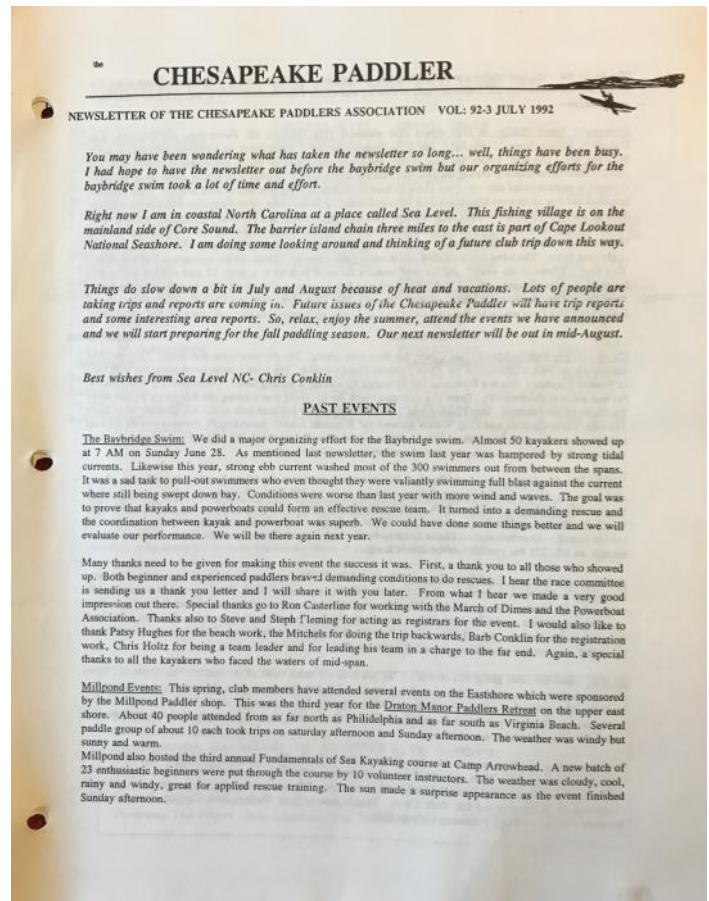 the
CHESAPEAKE PADDLER
NEWSLETTER OF THE CHESAPEAKE PADDLERS ASSOCIATION VOL: 92-3 JULY 1992
You may have been wondering what has taken the newsletter so long... well, things have been busy.
I had hope to have the newsletter out before the baybridge swim but our organizing efforts for the
baybridge swim took a lot of time and effort.
Right now I am in coastal North Carolina at a place called Sea Level. This fishing village is on the
mainland side of Core Sound. The barrier island chain three miles to the east is part of Cape Lookout
National Seashore. I am doing some looking around and thinking of a future club trip down this way.
Things do slow down a bit in July and August because of heat and vacations. Lots of people are
taking trips and reports are coming in. Future issues of the Chesapeake Paddler will have trip reports
and some interesting area reports. So, relax, enjoy the summer, attend the events we have announced
and we will start preparing for the fall paddling season. Our next newsletter will be out in mid-August.
Best wishes from Sea Level NC- Chris Conklin
PAST EVENTS
The Baybridge Swim: We did a major organizing effort for the Baybridge swim. Almost 50 kayakers showed up
at 7 AM on Sunday June 28. As mentioned last newsletter, the swim last year was hampered by strong tidal
currents. Likewise this year, strong ebb current washed most of the 300 swimmers out from between the spans.
It was a sad task to pull-out swimmers who even thought they were valiantly swimming full blast against the current
where still being swept down bay. Conditions were worse than last year with more wind and waves. The goal was
to prove that kayaks and powerboats could form an effective rescue team. It turned into a demanding rescue and
the coordination between kayak and powerboat was superb. We could have done some things better and we will
evaluate our performance. We will be there again next year.
Many thanks need to be given for making this event the success it was. First, a thank you to all those who showed
up. Both beginner and experienced paddlers braved demanding conditions to do rescues. I hear the race committee
is sending us a thank you letter and I will share it with you later. From what I hear we made a very good
impression out there. Special thanks go to Ron Casterline for working with the March of Dimes and the Powerboat
Association. Thanks also to Steve and Steph Fleming for acting as registrars for the event. I would also like to
thank Patsy Hughes for the beach work, the Mitchels for doing the trip backwards, Barb Conklin for the registration
work, Chris Holtz for being a team leader and for leading his team in a charge to the far end. Again, a special
thanks to all the kayakers who faced the waters of mid-span.
Millpond Events: This spring, club members have attended several events on the Eastshore which were sponsored
by the Millpond Paddler shop. This was the third year for the Draton Manor Paddlers Retreat on the upper east
shore. About 40 people attended from as far north as Philidelphia and as far south as Virginia Beach. Several
paddle group of about 10 each took trips on saturday afternoon and Sunday afternoon. The weather was windy but
sunny and warm.
Millpond also hosted the third annual Fundamentals of Sea Kayaking course at Camp Arrowhead. A new batch of
23 enthusiastic beginners were put through the course by 10 volunteer instructors. The weather was cloudy, cool,
rainy and windy, great for applied rescue training. The sun made a surprise appearance as the event finished
Sunday afternoon.